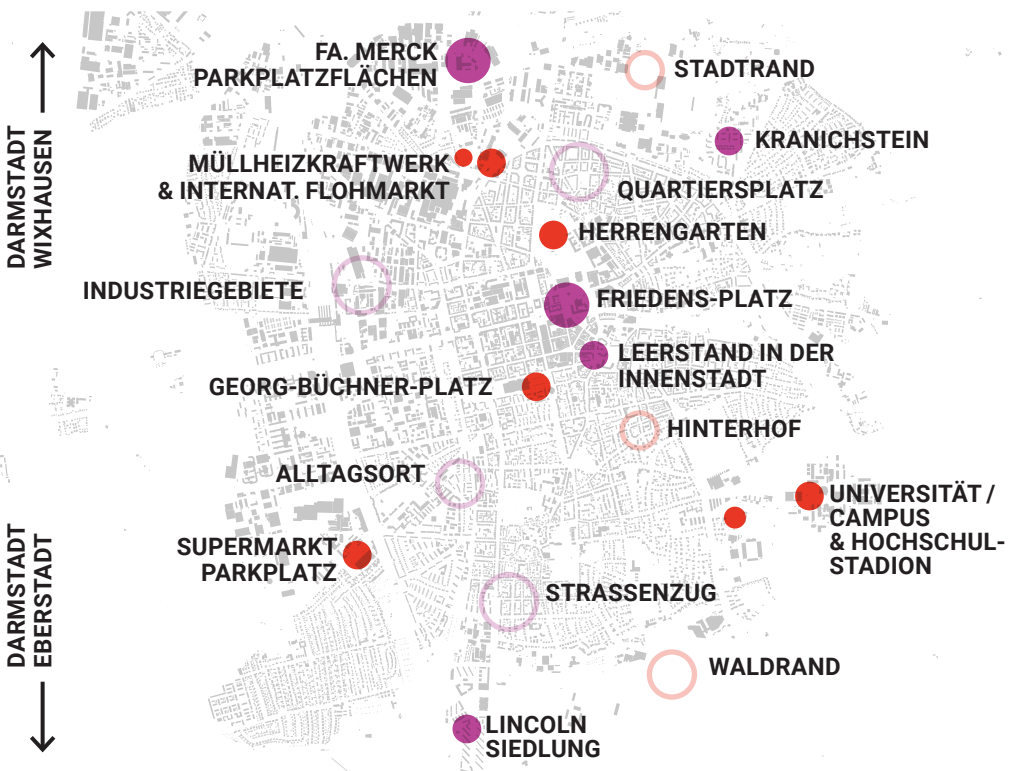 FA. MERCK
PARKPLATZFLÄCHEN
STADTRAND
DARMSTADT
WIXHAUSEN
KRANICHSTEIN
MÜLLHEIZKRAFTWERK
& INTERNAT. FLOHMARKT
QUARTIERSPLATZ
HERRENGARTEN
INDUSTRIEGEBIETE
FRIEDENS-PLATZ
LEERSTAND IN DER
INNENSTADT
GEORG-BÜCHNER-PLATZ
HINTERHOF
ALLTAGSORT
UNIVERSITÄT /
CAMPUS
& HOCHSCHUL-
STADION
DARMSTADT
EBERSTADT
SUPERMARKT
PARKPLATZ
STRASSENZUG
WALDRAND
LINCOLN
SIEDLUNG